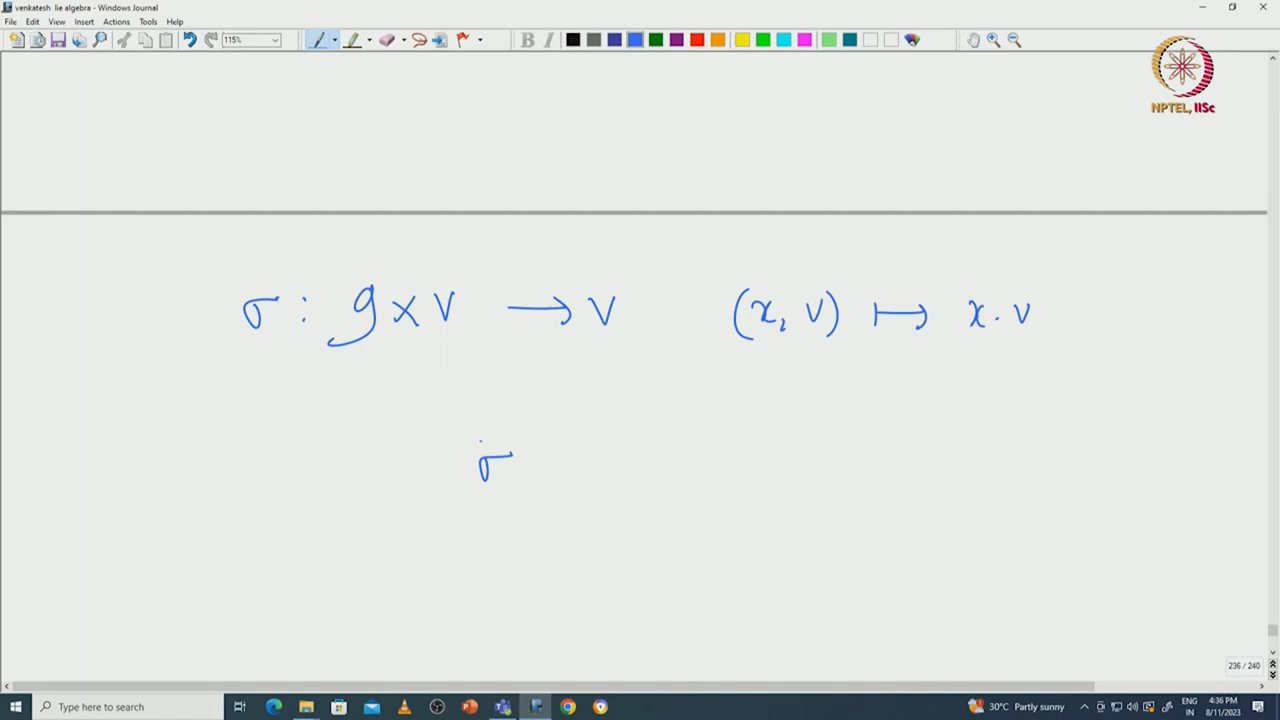 venkatesh lie algebra - Windows Journal
File Edit View Insert Actions Tools Help
115%
B I
NPTEL, IISc
σ : g × V → V (x, v) ↦ x . v
σ
236 / 240
Type here to search
30°C Partly sunny
ENG
IN
4:36 PM
8/11/2023